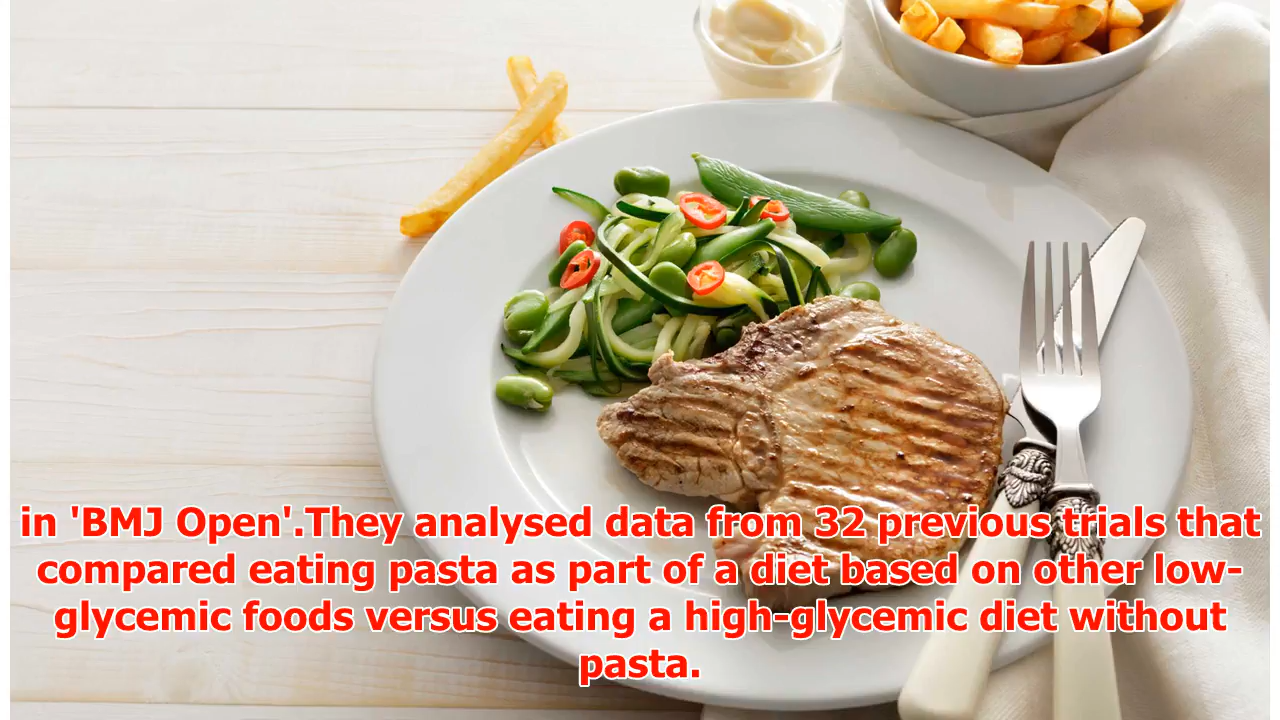 in 'BMJ Open'.They analysed data from 32 previous trials that
compared eating pasta as part of a diet based on other low-
glycemic foods versus eating a high-glycemic diet without
pasta.